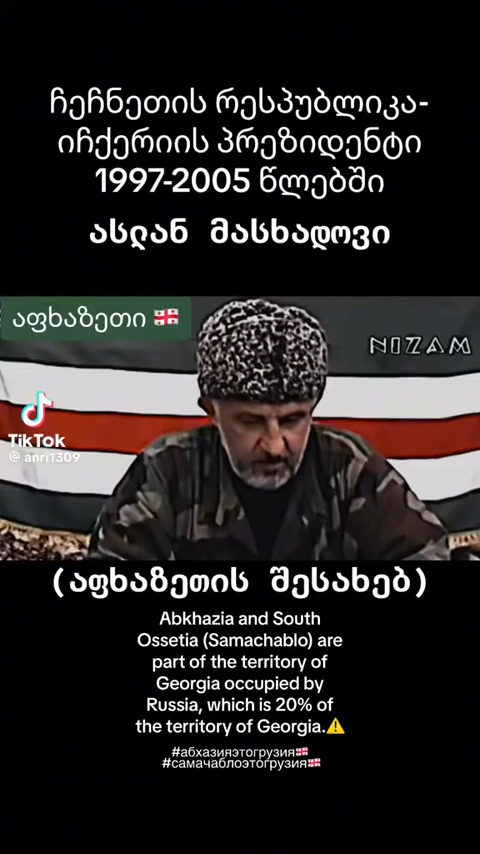 ჩეჩნეთის რესპუბლიკა-
იჩქერიის პრეზიდენტი
1997-2005 წლებში
ასლან მასხადოვი
აფხაზეთი 🇬🇪
NIZAM
TikTok
@ anri1309
(აფხაზეთის შესახებ)
Abkhazia and South
Ossetia (Samachablo) are
part of the territory of
Georgia occupied by
Russia, which is 20% of
the territory of Georgia.⚠️
#абхазияэтогрузия🇬🇪
#самачаблоэтогрузия🇬🇪